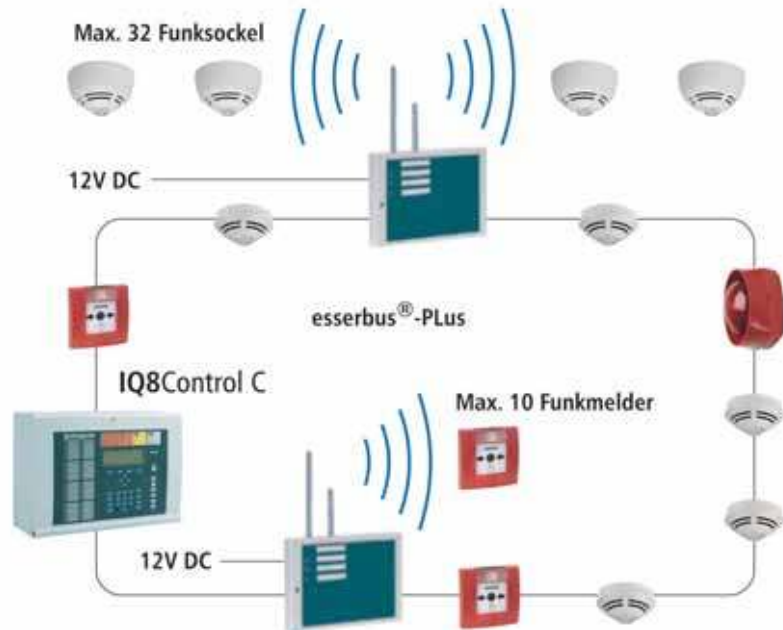 Max. 32 Funksockel
12V DC
esserbus®-PLus
IQ8Control C
Max. 10 Funkmelder
12V DC